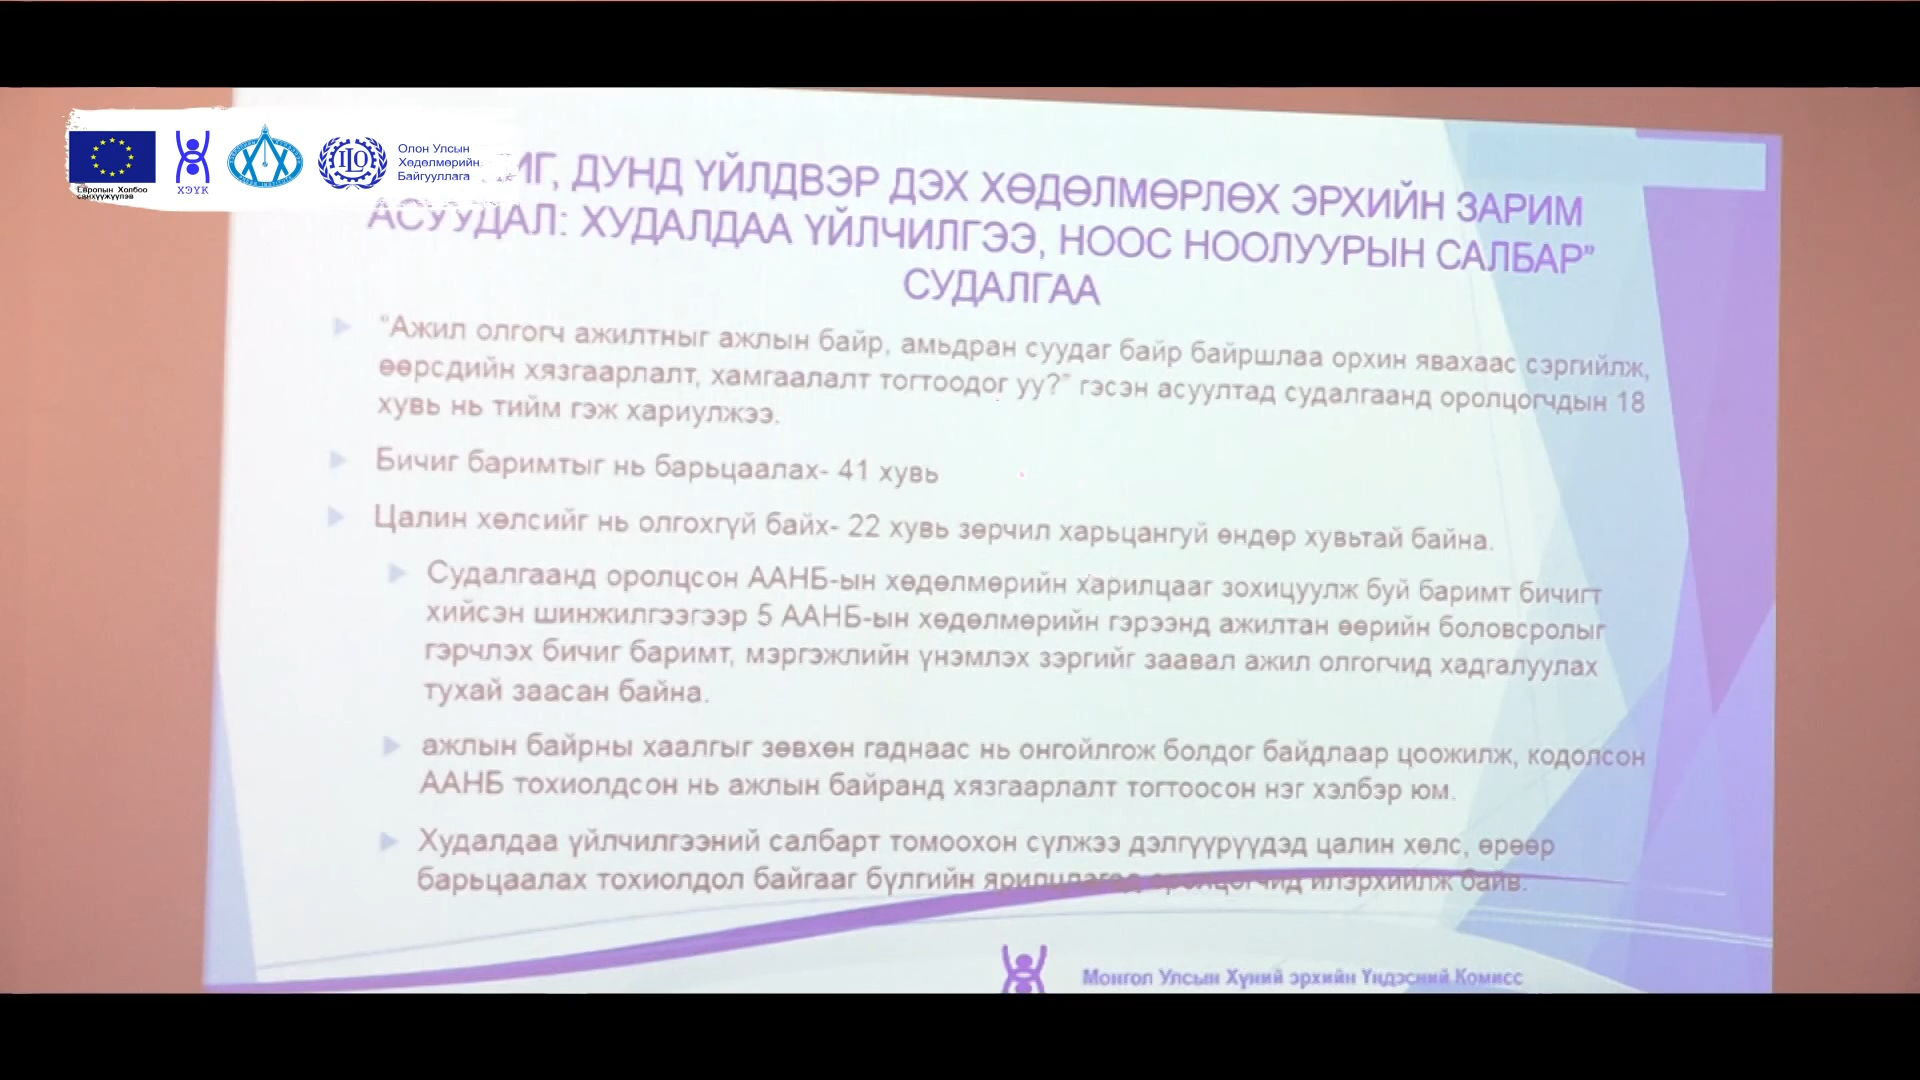 Европын Холбоо
санхүүжүүлэв
ХЭҮК
ILO
Олон Улсын
Хөдөлмөрийн
Байгууллага
ИГ, ДУНД ҮЙЛДВЭР ДЭХ ХӨДӨЛМӨРЛӨХ ЭРХИЙН ЗАРИМ
АСУУДАЛ: ХУДАЛДАА ҮЙЛЧИЛГЭЭ, НООС НООЛУУРЫН САЛБАР”
СУДАЛГАА
“Ажил олгогч ажилтныг ажлын байр, амьдран суудаг байр байршлаа орхин явахаас сэргийлж,
өөрсдийн хязгаарлалт, хамгаалалт тогтоодог уу?” гэсэн асуултад судалгаанд оролцогчдын 18
хувь нь тийм гэж хариулжээ.
Бичиг баримтыг нь барьцаалах- 41 хувь
Цалин хөлсийг нь олгохгүй байх- 22 хувь зөрчил харьцангуй өндөр хувьтай байна.
Судалгаанд оролцсон ААНБ-ын хөдөлмөрийн харилцааг зохицуулж буй баримт бичигт
хийсэн шинжилгээгээр 5 ААНБ-ын хөдөлмөрийн гэрээнд ажилтан өөрийн боловсролыг
гэрчлэх бичиг баримт, мэргэжлийн үнэмлэх зэргийг заавал ажил олгогчид хадгалуулах
тухай заасан байна.
ажлын байрны хаалгыг зөвхөн гаднаас нь онгойлгож болдог байдлаар цоожилж, кодолсон
ААНБ тохиолдсон нь ажлын байранд хязгаарлалт тогтоосон нэг хэлбэр юм.
Худалдаа үйлчилгээний салбарт томоохон сүлжээ дэлгүүрүүдэд цалин хөлс, өрөөр
барьцаалах тохиолдол байгааг бүлгийн ярилцлагад оролцогчид илэрхийлж байв.
Монгол Улсын Хүний эрхийн Үндэсний Комисс